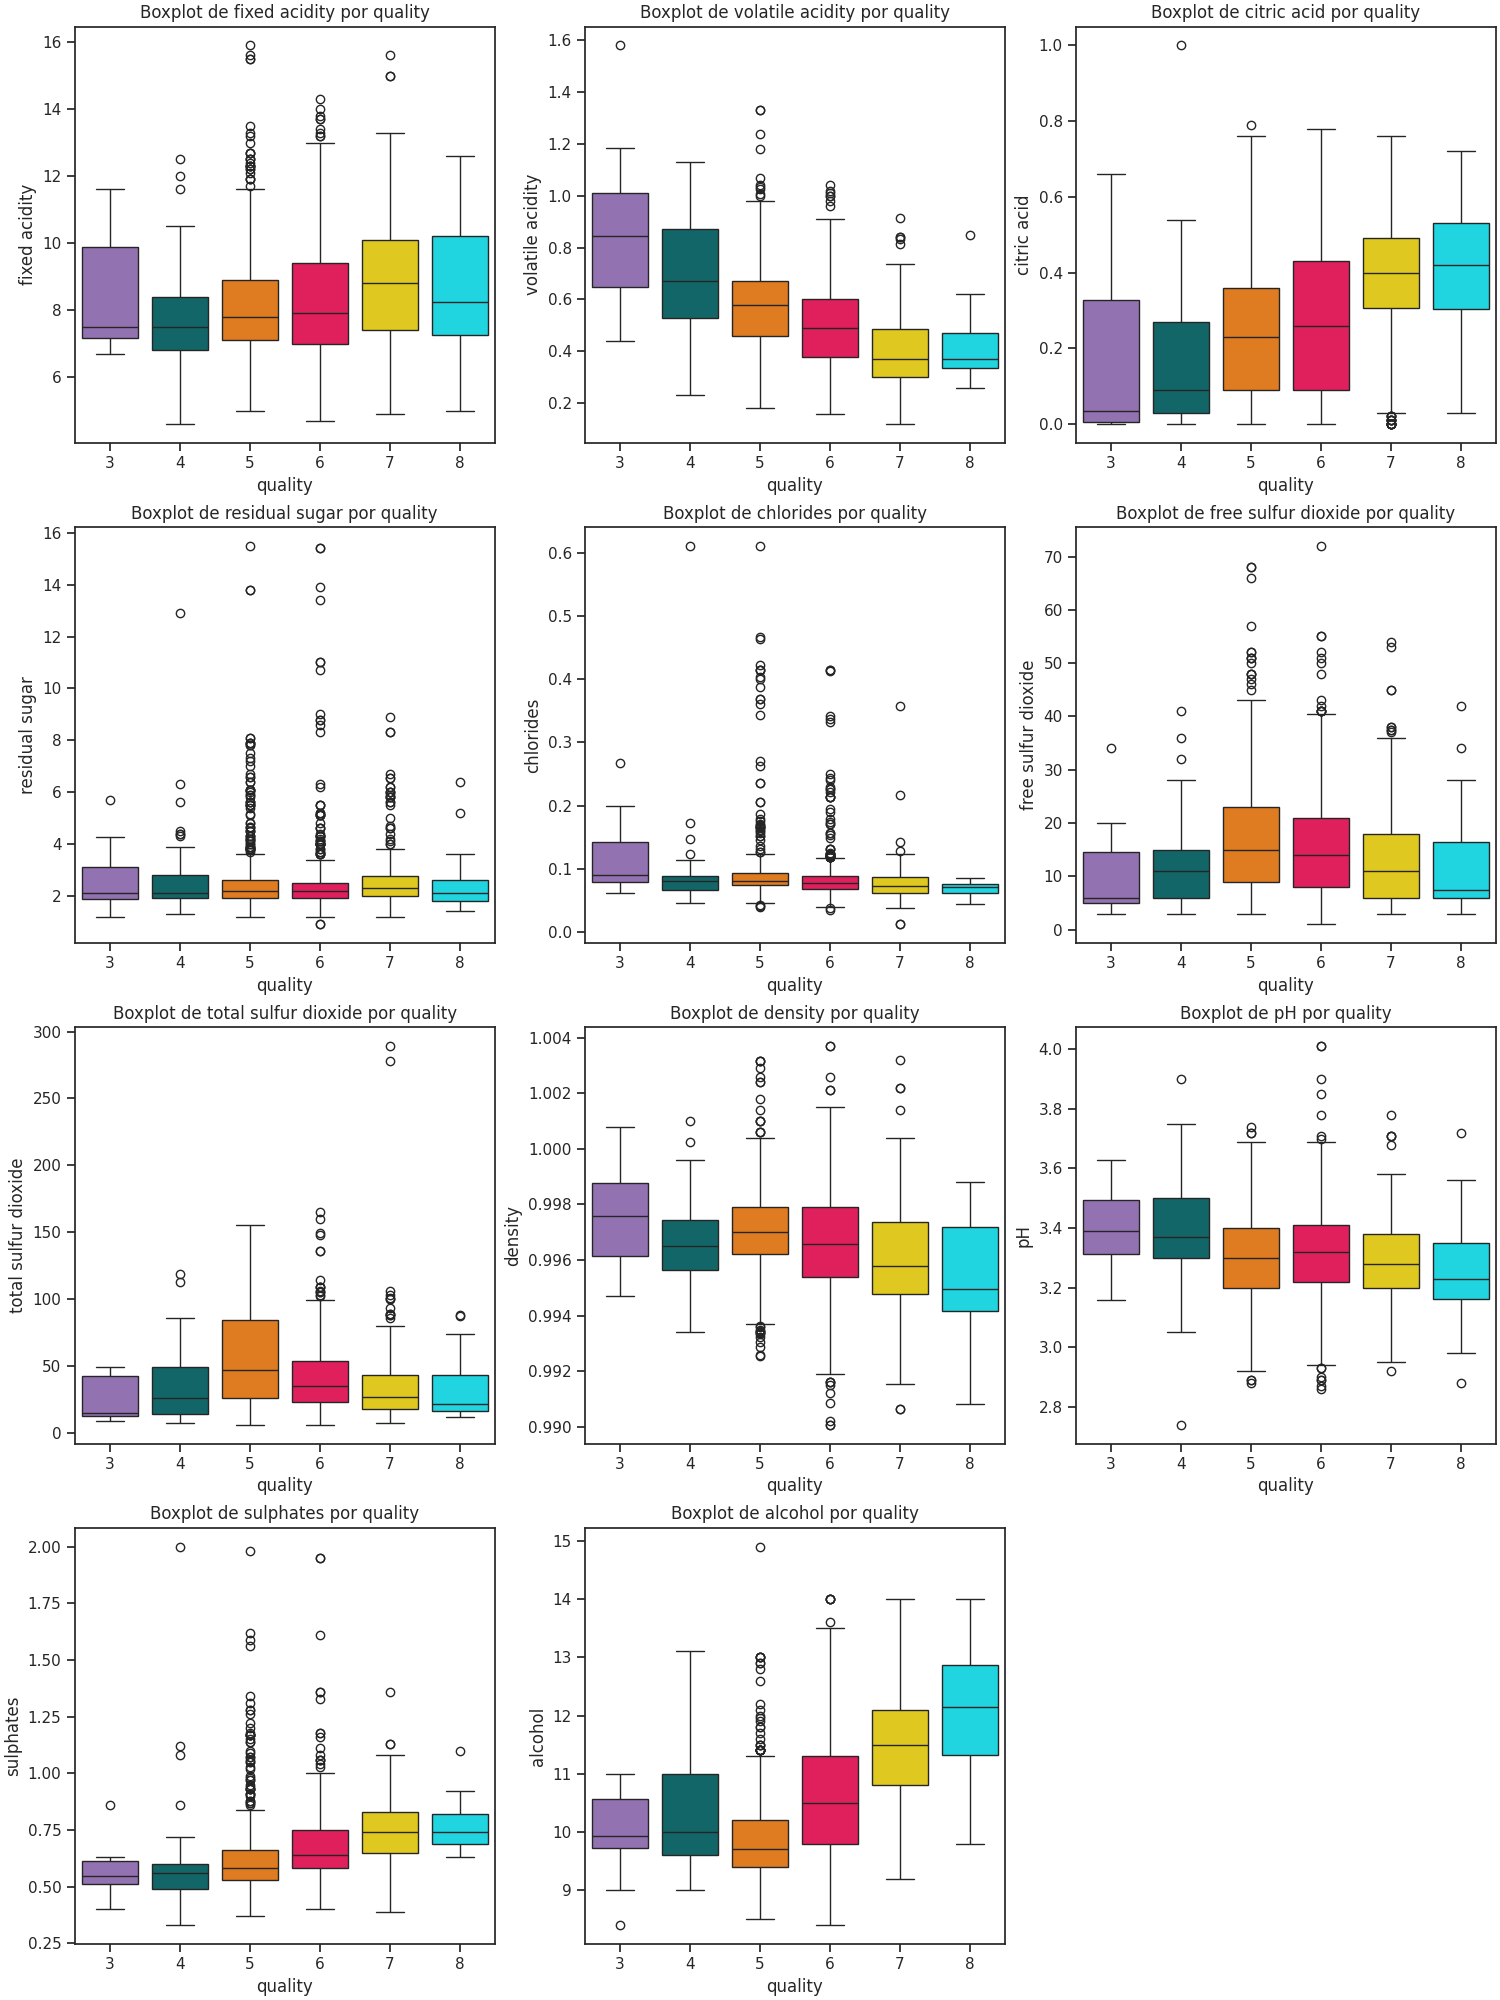 Boxplot de fixed acidity por quality
16
14
12
10
8
6
fixed acidity
3 4 5 6 7 8
quality
Boxplot de volatile acidity por quality
1.6
1.4
1.2
1.0
0.8
0.6
0.4
0.2
volatile acidity
3 4 5 6 7 8
quality
Boxplot de citric acid por quality
1.0
0.8
0.6
0.4
0.2
0.0
citric acid
3 4 5 6 7 8
quality
Boxplot de residual sugar por quality
16
14
12
10
8
6
4
2
residual sugar
3 4 5 6 7 8
quality
Boxplot de chlorides por quality
0.6
0.5
0.4
0.3
0.2
0.1
0.0
chlorides
3 4 5 6 7 8
quality
Boxplot de free sulfur dioxide por quality
70
60
50
40
30
20
10
0
free sulfur dioxide
3 4 5 6 7 8
quality
Boxplot de total sulfur dioxide por quality
300
250
200
150
100
50
0
total sulfur dioxide
3 4 5 6 7 8
quality
Boxplot de density por quality
1.004
1.002
1.000
0.998
0.996
0.994
0.992
0.990
density
3 4 5 6 7 8
quality
Boxplot de pH por quality
4.0
3.8
3.6
3.4
3.2
3.0
2.8
pH
3 4 5 6 7 8
quality
Boxplot de sulphates por quality
2.00
1.75
1.50
1.25
1.00
0.75
0.50
0.25
sulphates
3 4 5 6 7 8
quality
Boxplot de alcohol por quality
15
14
13
12
11
10
9
alcohol
3 4 5 6 7 8
quality